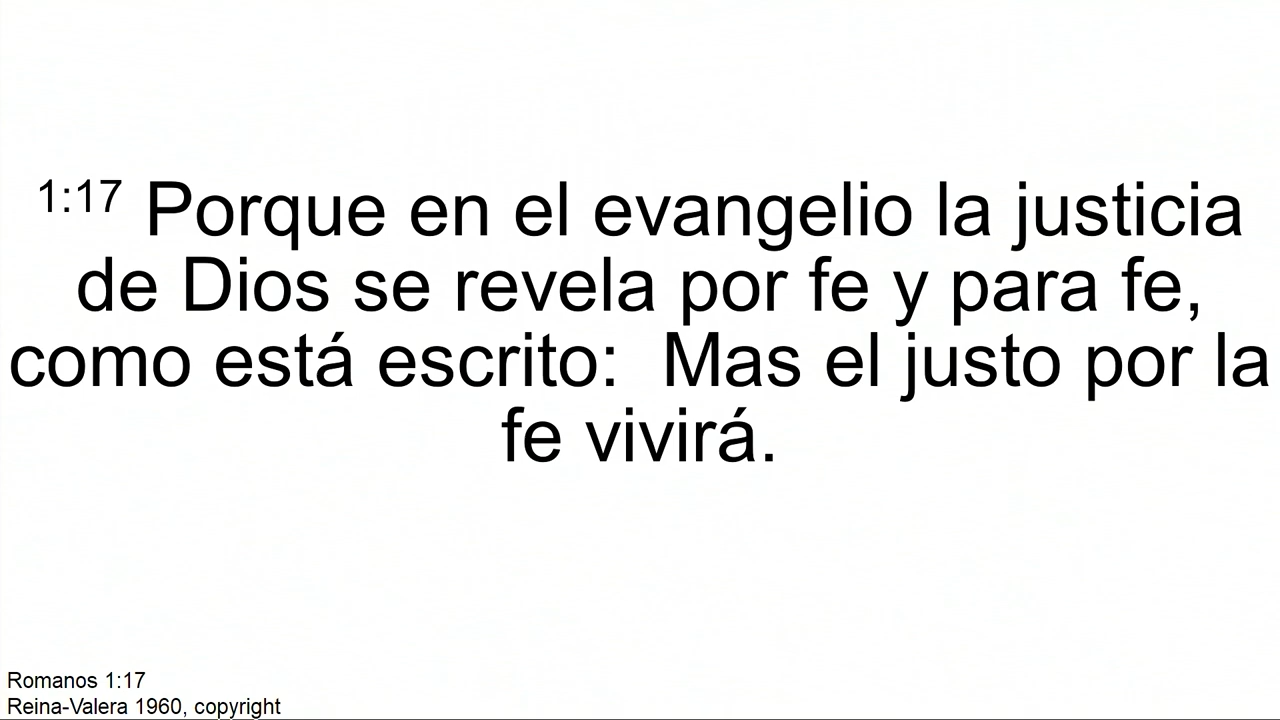 1:17 Porque en el evangelio la justicia
de Dios se revela por fe y para fe,
como está escrito:  Mas el justo por la
fe vivirá.
Romanos 1:17
Reina-Valera 1960, copyright